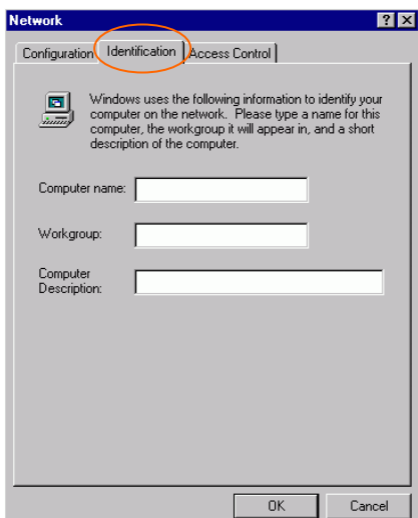 Network
Configuration Identification Access Control
Windows uses the following information to identify your
computer on the network. Please type a name for this
computer, the workgroup it will appear in, and a short
description of the computer.
Computer name:
Workgroup:
Computer
Description:
OK Cancel